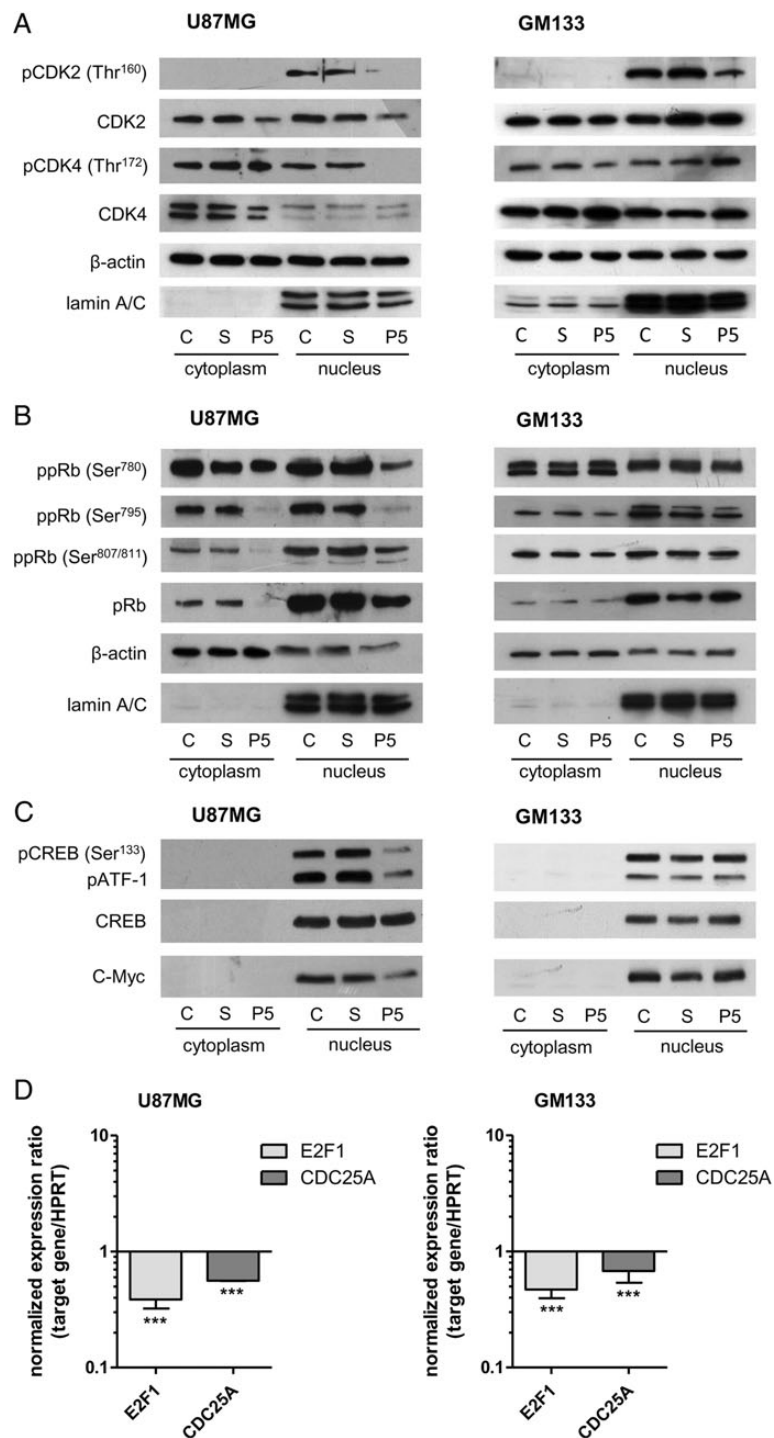 A
U87MG
GM133
pCDK2 (Thr160)
CDK2
pCDK4 (Thr172)
CDK4
β-actin
lamin A/C
C S P5 C S P5
cytoplasm nucleus
C S P5 C S P5
cytoplasm nucleus
B
U87MG
GM133
ppRb (Ser780)
ppRb (Ser795)
ppRb (Ser807/811)
pRb
β-actin
lamin A/C
C S P5 C S P5
cytoplasm nucleus
C S P5 C S P5
cytoplasm nucleus
C
U87MG
GM133
pCREB (Ser133)
pATF-1
CREB
C-Myc
C S P5 C S P5
cytoplasm nucleus
C S P5 C S P5
cytoplasm nucleus
D
U87MG
normalized expression ratio
(target gene/HPRT)
10
1
0.1
E2F1
CDC25A
***
***
E2F1
CDC25A
GM133
normalized expression ratio
(target gene/HPRT)
10
1
0.1
E2F1
CDC25A
***
***
E2F1
CDC25A